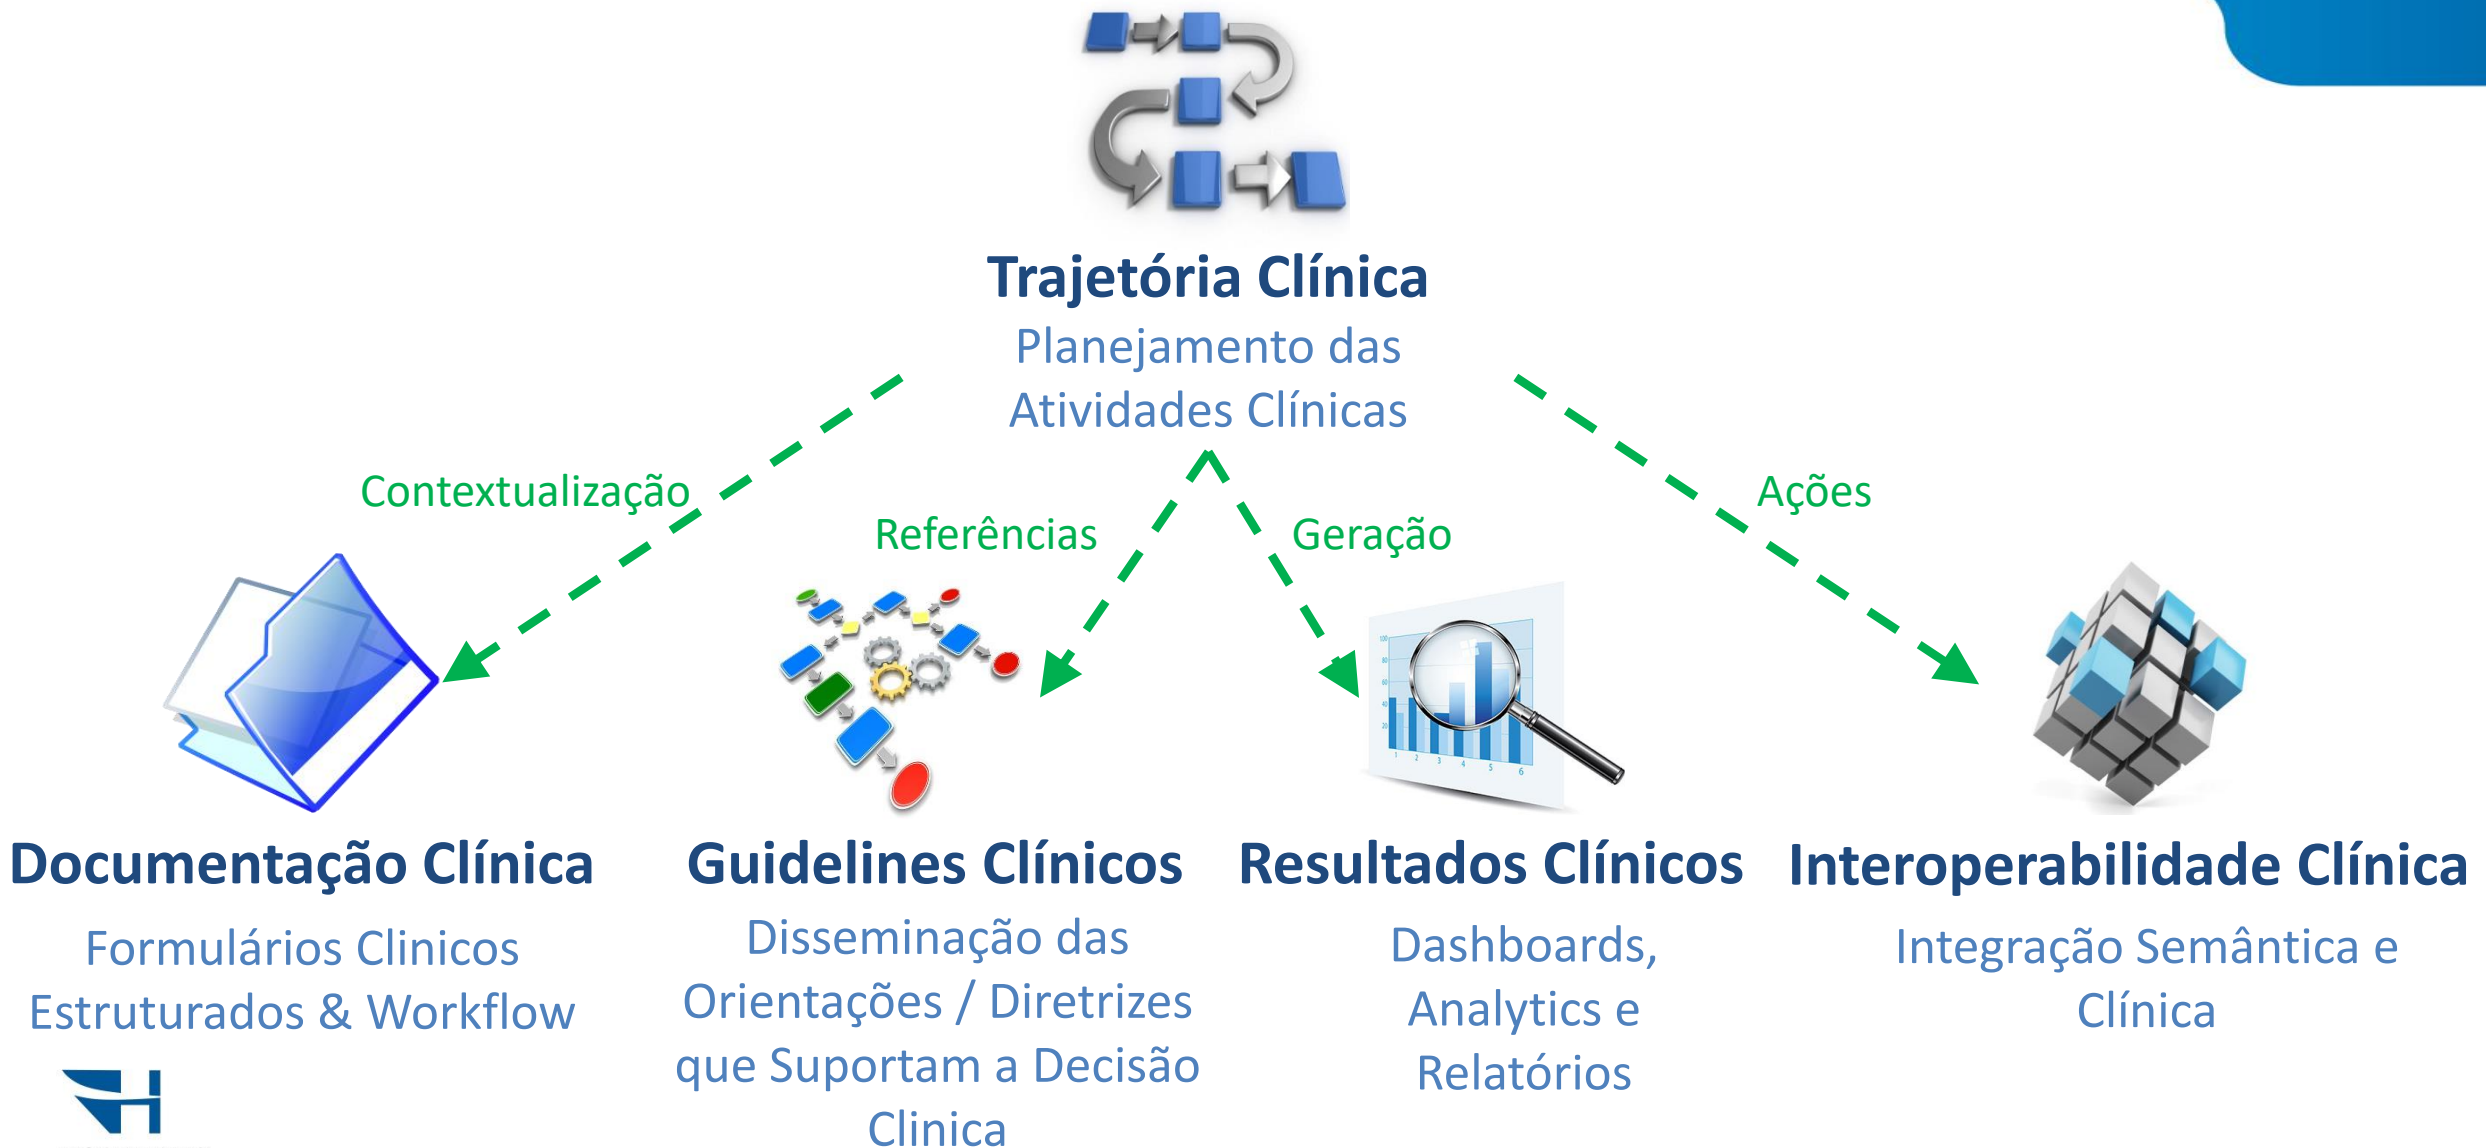 Trajetória Clínica
Planejamento das
Atividades Clínicas
Contextualização
Referências
Geração
Ações
Documentação Clínica
Formulários Clinicos
Estruturados & Workflow
Guidelines Clínicos
Disseminação das
Orientações / Diretrizes
que Suportam a Decisão
Clinica
Resultados Clínicos
Dashboards,
Analytics e
Relatórios
Interoperabilidade Clínica
Integração Semântica e
Clínica